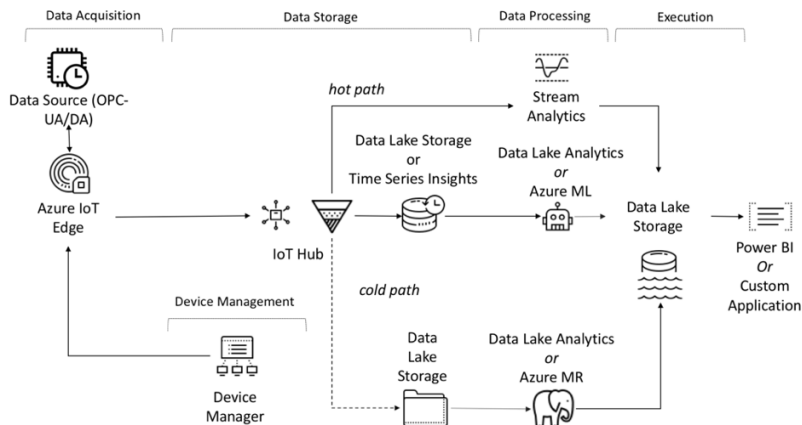 Data Acquisition
Data Storage
Data Processing
Execution
hot path
Data Source (OPC-
UA/DA)
Stream
Analytics
Data Lake Storage
or
Time Series Insights
Data Lake Analytics
or
Azure ML
Azure IoT
Edge
Data Lake
Storage
IoT Hub
Power BI
Or
Custom
Application
cold path
Device Management
Data
Lake
Storage
Data Lake Analytics
or
Azure MR
Device
Manager